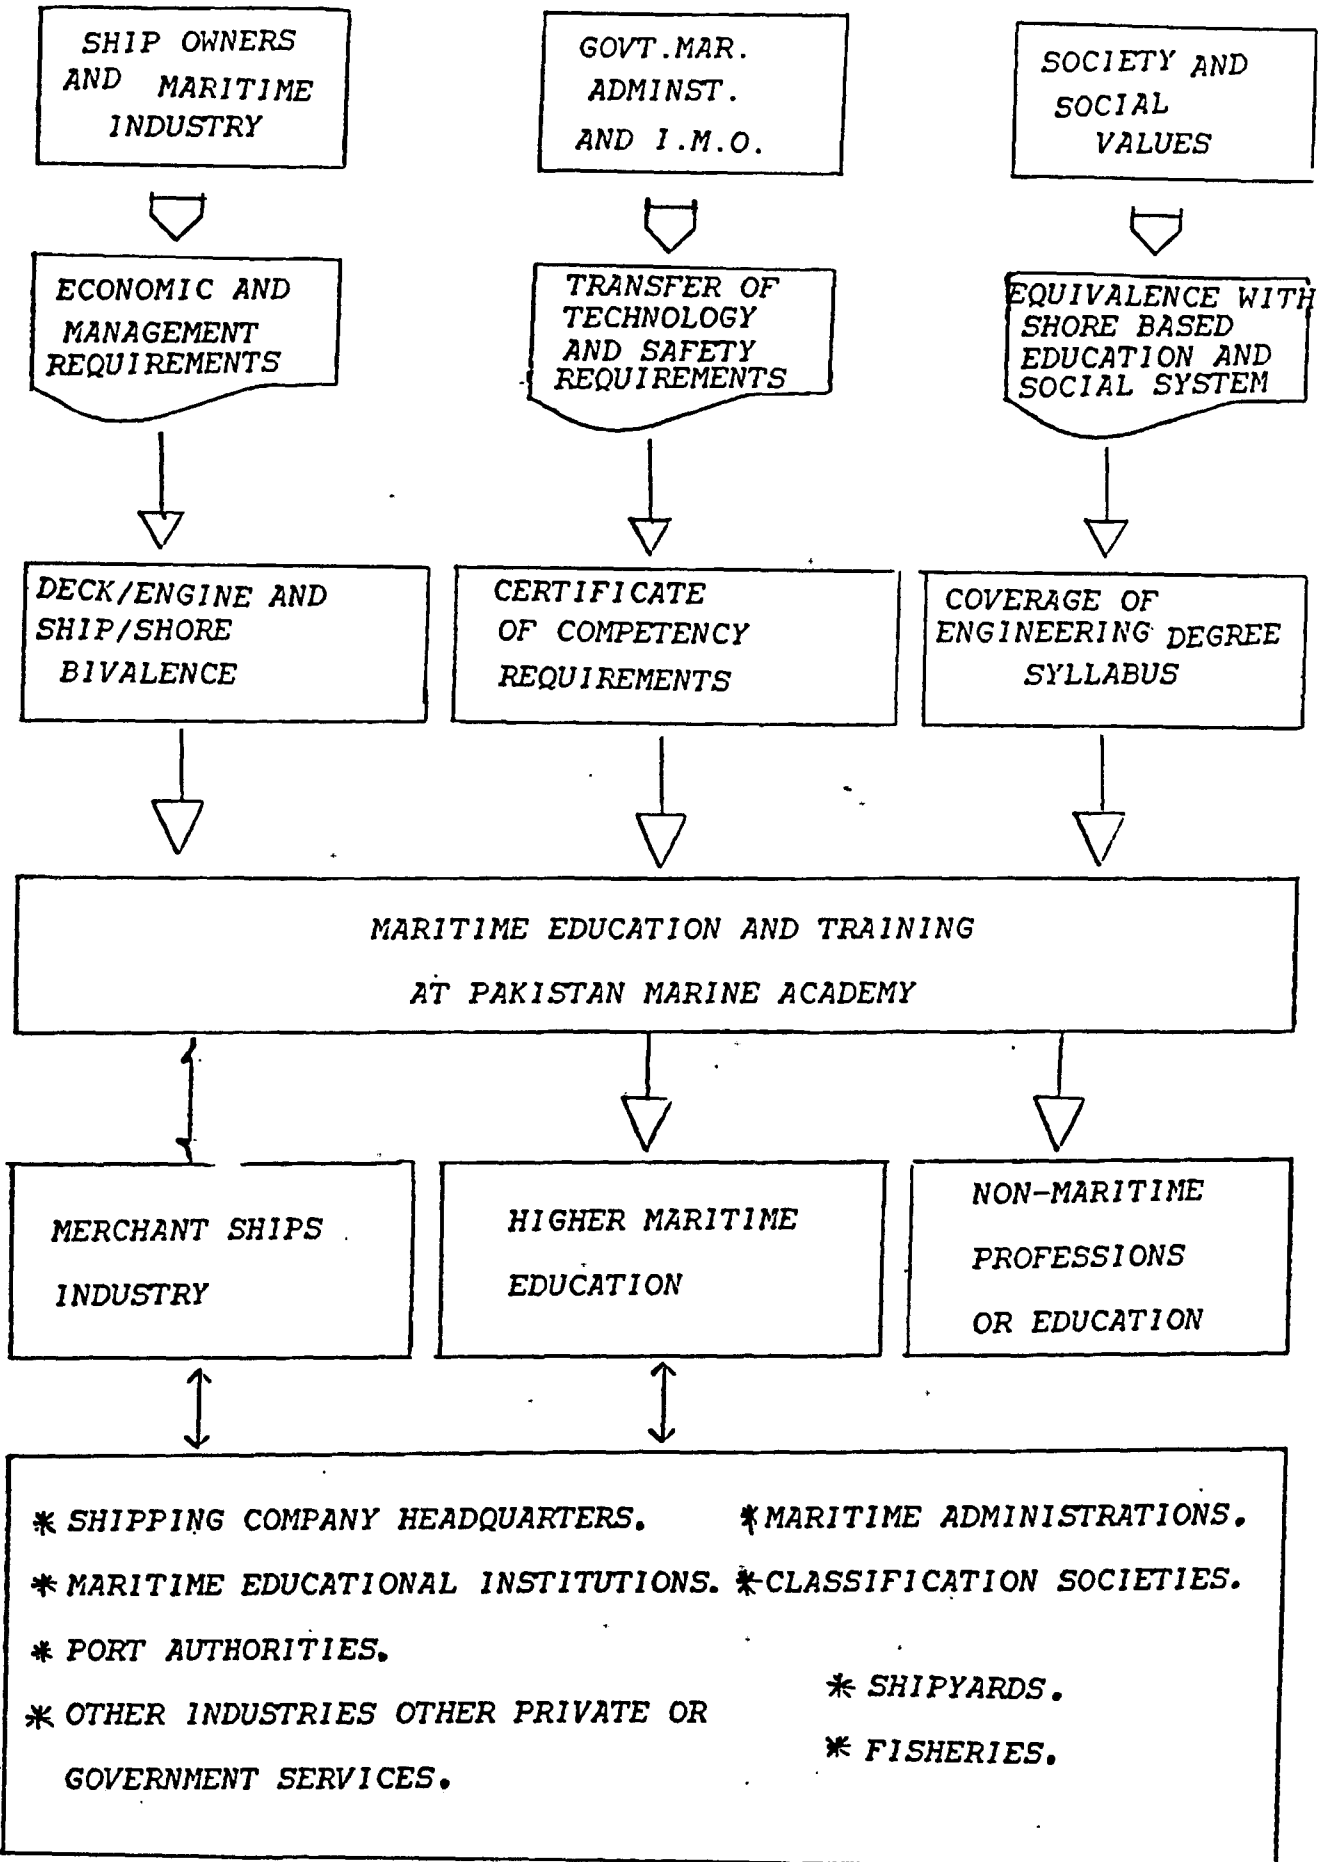 SHIP OWNERS
AND MARITIME
INDUSTRY
GOVT.MAR.
ADMINST.
AND I.M.O.
SOCIETY AND
SOCIAL
VALUES
ECONOMIC AND
MANAGEMENT
REQUIREMENTS
TRANSFER OF
TECHNOLOGY
AND SAFETY
REQUIREMENTS
EQUIVALENCE WITH
SHORE BASED
EDUCATION AND
SOCIAL SYSTEM
DECK/ENGINE AND
SHIP/SHORE
BIVALENCE
CERTIFICATE
OF COMPETENCY
REQUIREMENTS
COVERAGE OF
ENGINEERING DEGREE
SYLLABUS
MARITIME EDUCATION AND TRAINING
AT PAKISTAN MARINE ACADEMY
MERCHANT SHIPS
INDUSTRY
HIGHER MARITIME
EDUCATION
NON-MARITIME
PROFESSIONS
OR EDUCATION
* SHIPPING COMPANY HEADQUARTERS.
* MARITIME EDUCATIONAL INSTITUTIONS.
* PORT AUTHORITIES.
* OTHER INDUSTRIES OTHER PRIVATE OR
GOVERNMENT SERVICES.
* MARITIME ADMINISTRATIONS.
* CLASSIFICATION SOCIETIES.
* SHIPYARDS.
* FISHERIES.